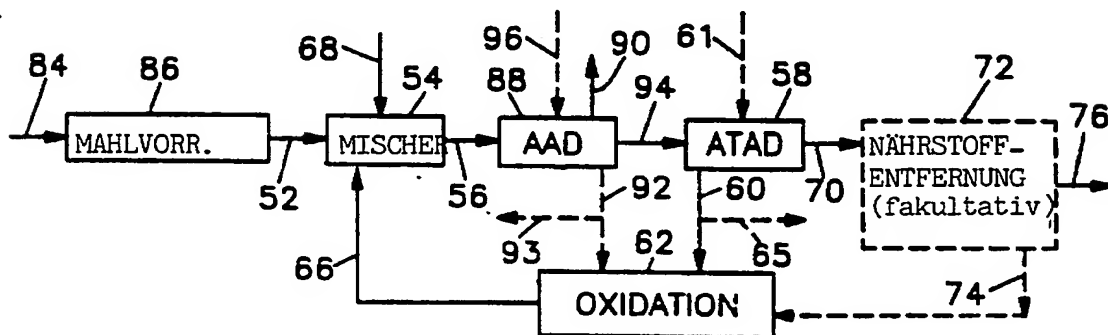 84
86
MAHLVORR.
52
68
54
MISCHER
56
66
96
88
AAD
90
94
92
93
61
58
ATAD
60
65
70
62
OXIDATION
72
NÄHRSTOFF-
ENTFERNUNG
(fakultativ)
74
76